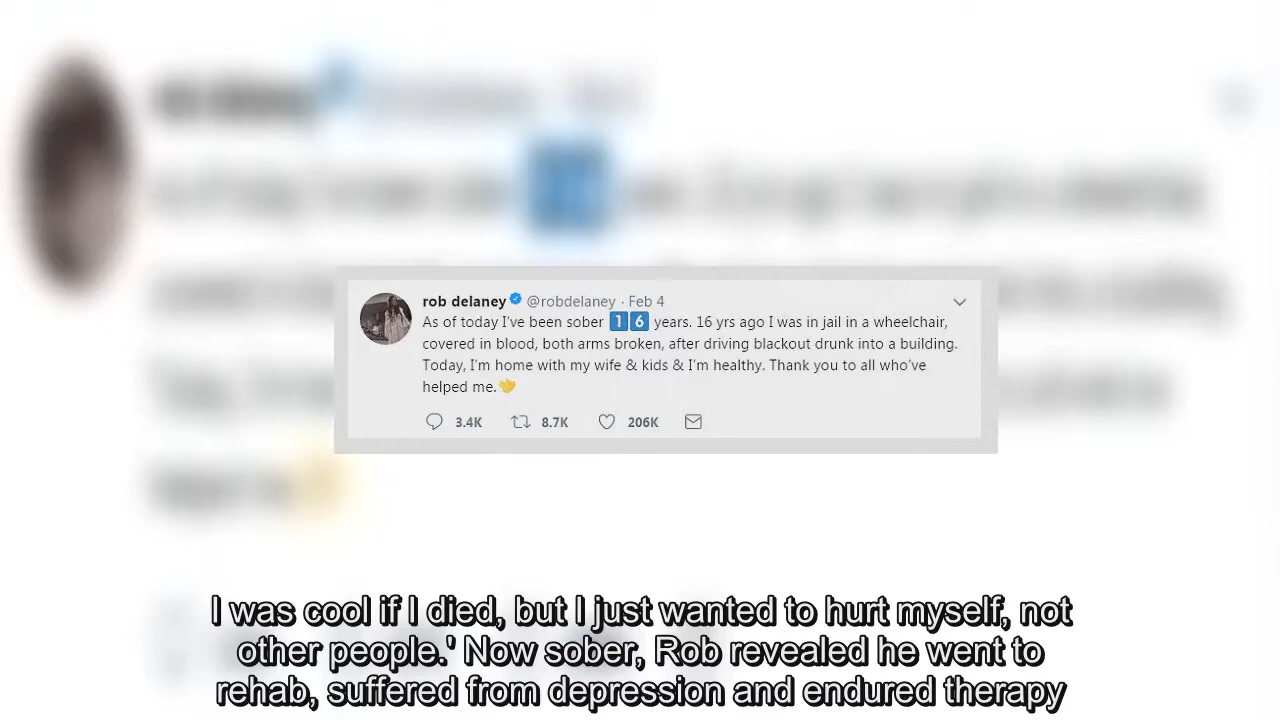 rob delaney @robdelaney · Feb 4
As of today I've been sober 1️⃣6️⃣ years. 16 yrs ago I was in jail in a wheelchair,
covered in blood, both arms broken, after driving blackout drunk into a building.
Today, I'm home with my wife & kids & I'm healthy. Thank you to all who've
helped me.
3.4K 8.7K 206K
I was cool if I died, but I just wanted to hurt myself, not
other people.' Now sober, Rob revealed he went to
rehab, suffered from depression and endured therapy